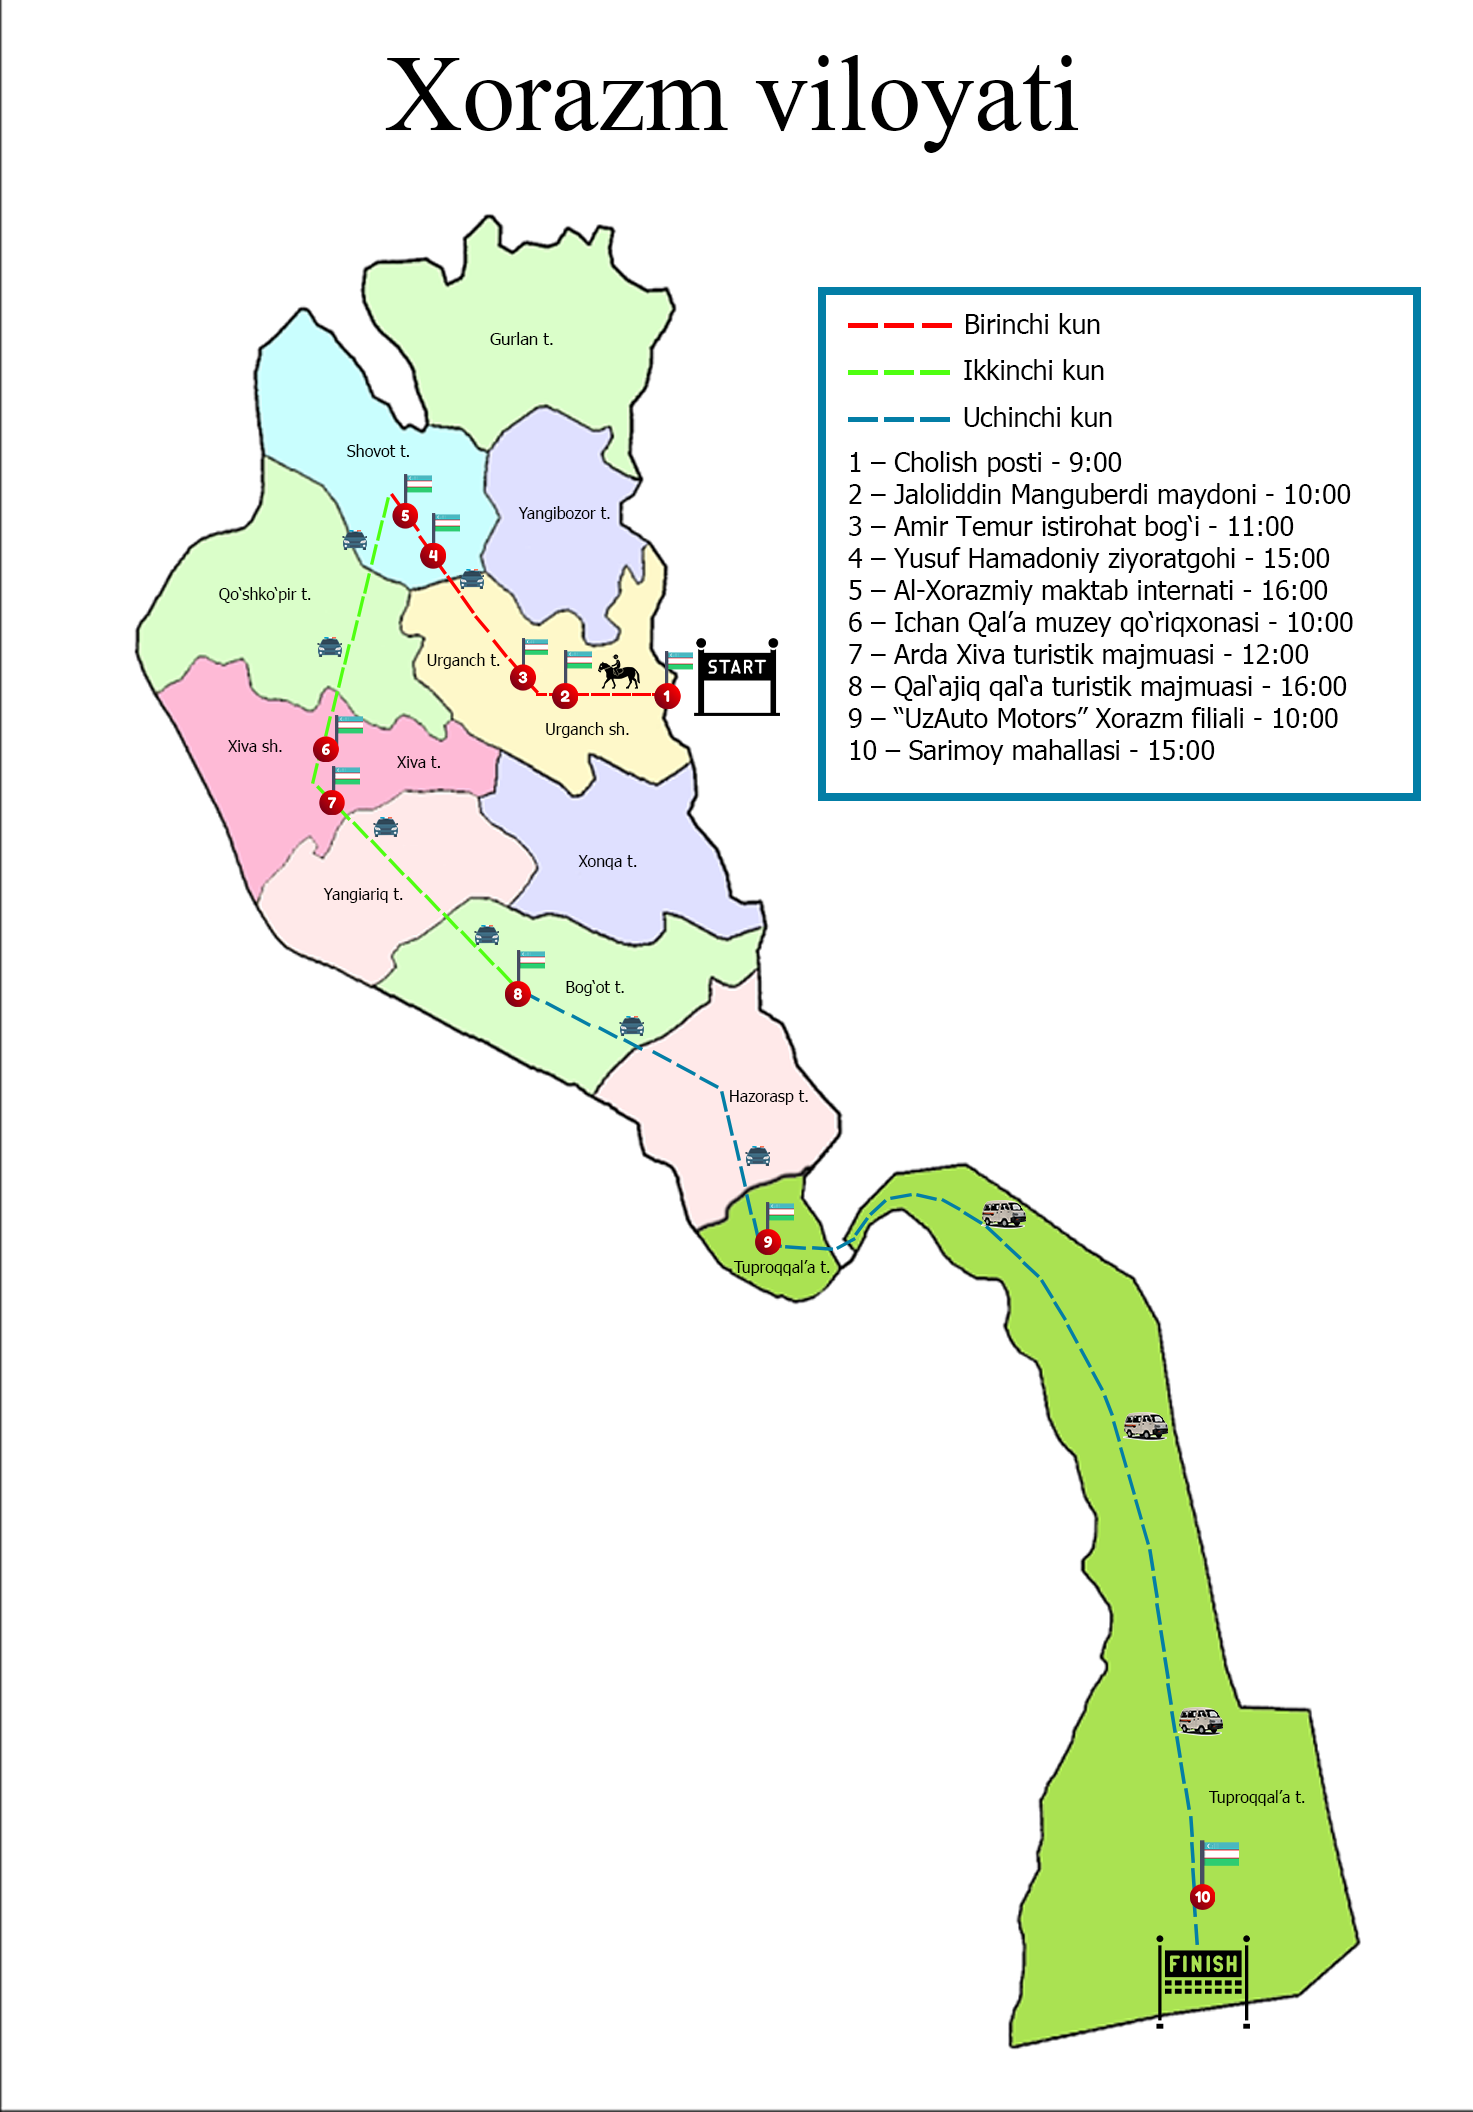 Xorazm viloyati
Birinchi kun
Ikkinchi kun
Uchinchi kun
1 – Cholish posti - 9:00
2 – Jaloliddin Manguberdi maydoni - 10:00
3 – Amir Temur istirohat bog‘i - 11:00
4 – Yusuf Hamadoniy ziyoratgohi - 15:00
5 – Al-Xorazmiy maktab internati - 16:00
6 – Ichan Qal’a muzey qo‘riqxonasi - 10:00
7 – Arda Xiva turistik majmuasi - 12:00
8 – Qal‘ajiq qal‘a turistik majmuasi - 16:00
9 – “UzAuto Motors” Xorazm filiali - 10:00
10 – Sarimoy mahallasi - 15:00
Gurlan t.
Shovot t.
Yangibozor t.
5
4
Qo‘shko‘pir t.
Urganch t.
START
3
2
1
Urganch sh.
Xiva sh.
6
Xiva t.
7
Xonqa t.
Yangiariq t.
Bog‘ot t.
8
Hazorasp t.
9
Tuproqqal’a t.
Tuproqqal’a t.
10
FINISH